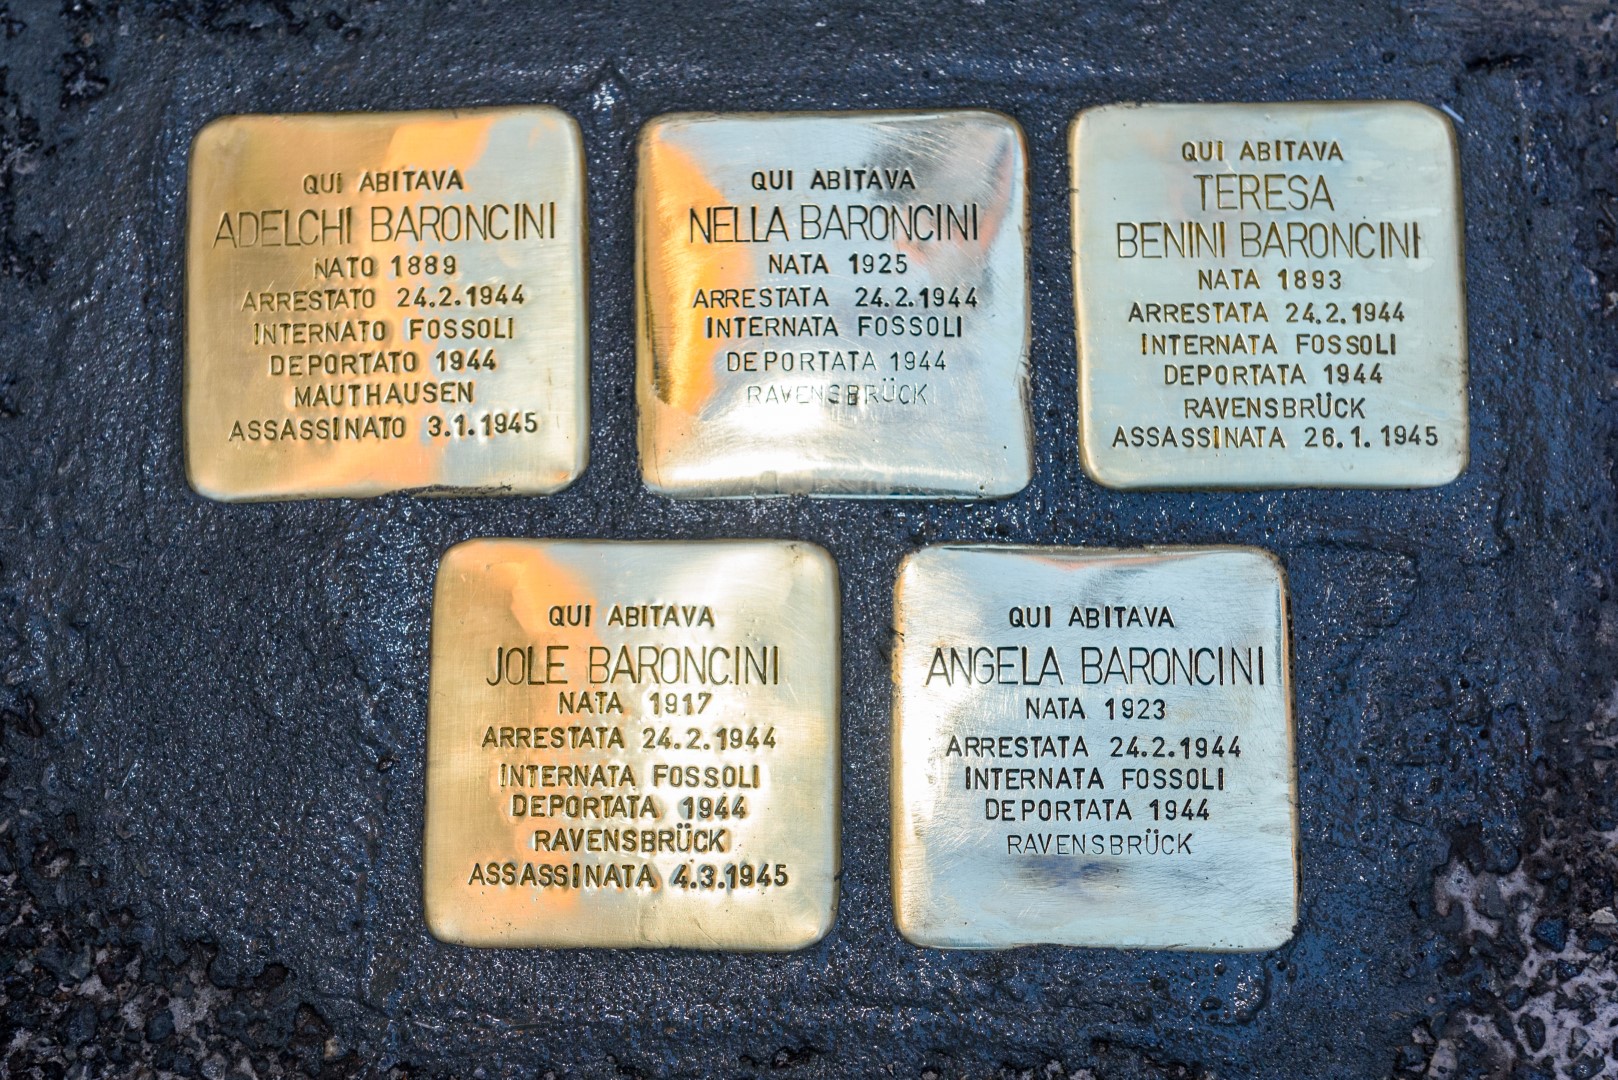 QUI ABITAVA
ADELCHI BARONCINI
NATO 1889
ARRESTATO 24.2.1944
INTERNATO FOSSOLI
DEPORTATO 1944
MAUTHAUSEN
ASSASSINATO 3.1.1945
QUI ABITAVA
NELLA BARONCINI
NATA 1925
ARRESTATA 24.2.1944
INTERNATA FOSSOLI
DEPORTATA 1944
RAVENSBRÜCK
QUI ABITAVA
TERESA
BENINI BARONCINI
NATA 1893
ARRESTATA 24.2.1944
INTERNATA FOSSOLI
DEPORTATA 1944
RAVENSBRÜCK
ASSASSINATA 26.1.1945
QUI ABITAVA
JOLE BARONCINI
NATA 1917
ARRESTATA 24.2.1944
INTERNATA FOSSOLI
DEPORTATA 1944
RAVENSBRÜCK
ASSASSINATA 4.3.1945
QUI ABITAVA
ANGELA BARONCINI
NATA 1923
ARRESTATA 24.2.1944
INTERNATA FOSSOLI
DEPORTATA 1944
RAVENSBRÜCK